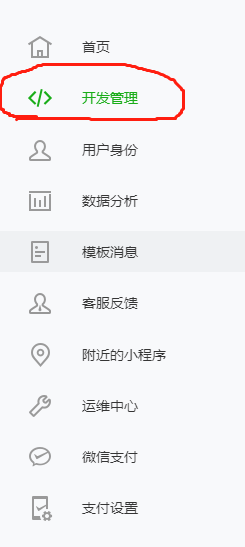 首页
开发管理
用户身份
数据分析
模板消息
客服反馈
附近的小程序
运维中心
微信支付
支付设置